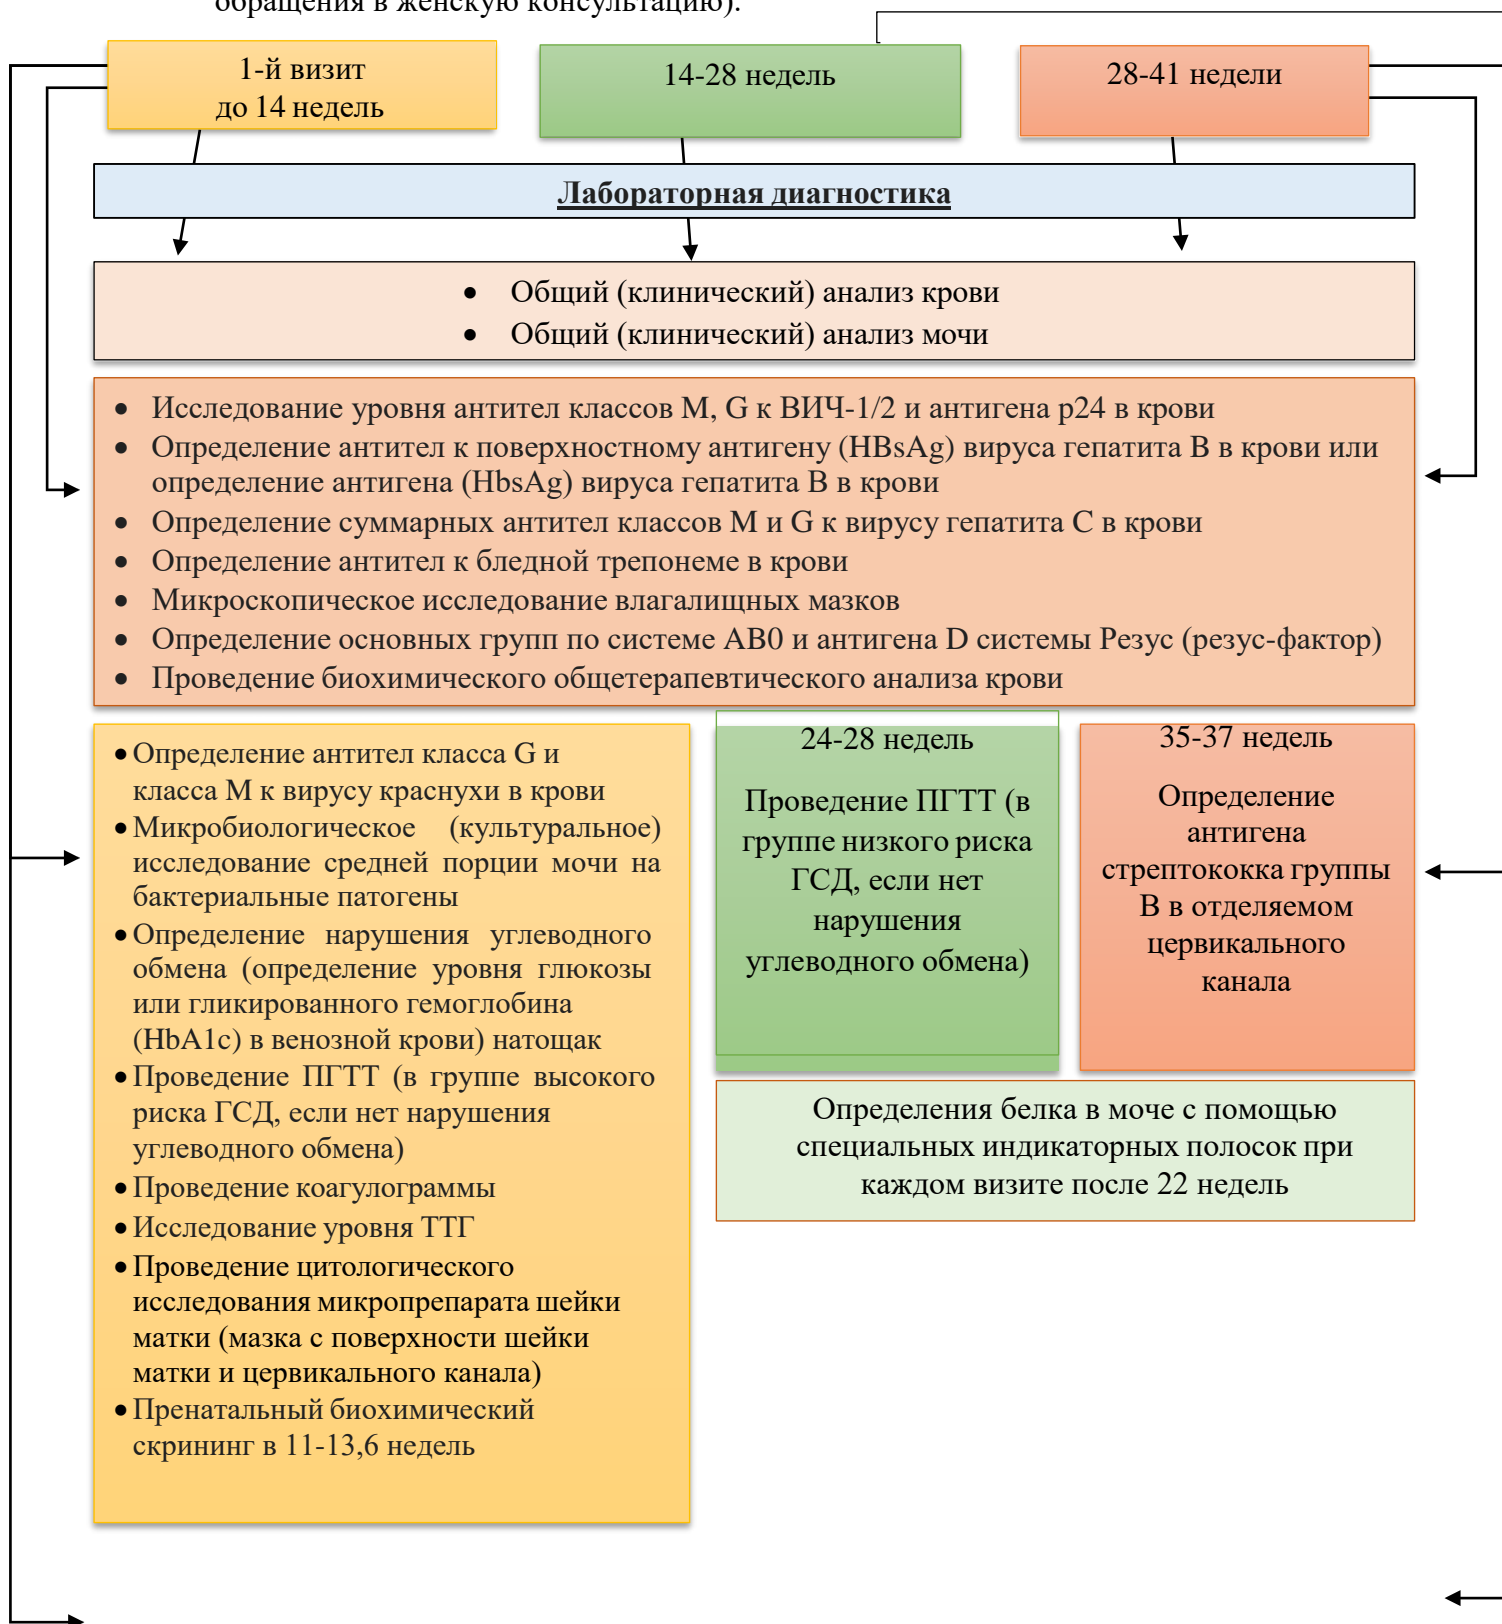 обращения в женскую консультацию).
1-й визит
до 14 недель
14-28 недель
28-41 недели
Лабораторная диагностика
• Общий (клинический) анализ крови
• Общий (клинический) анализ мочи
• Исследование уровня антител классов M, G к ВИЧ-1/2 и антигена p24 в крови
• Определение антител к поверхностному антигену (HBsAg) вируса гепатита В в крови или
определение антигена (HbsAg) вируса гепатита В в крови
• Определение суммарных антител классов M и G к вирусу гепатита С в крови
• Определение антител к бледной трепонеме в крови
• Микроскопическое исследование влагалищных мазков
• Определение основных групп по системе АВ0 и антигена D системы Резус (резус-фактор)
• Проведение биохимического общетерапевтического анализа крови
• Определение антител класса G и
класса М к вирусу краснухи в крови
• Микробиологическое (культуральное)
исследование средней порции мочи на
бактериальные патогены
• Определение нарушения углеводного
обмена (определение уровня глюкозы
или гликированного гемоглобина
(HbA1c) в венозной крови) натощак
• Проведение ПГТТ (в группе высокого
риска ГСД, если нет нарушения
углеводного обмена)
• Проведение коагулограммы
• Исследование уровня ТТГ
• Проведение цитологического
исследования микропрепарата шейки
матки (мазка с поверхности шейки
матки и цервикального канала)
• Пренатальный биохимический
скрининг в 11-13,6 недель
24-28 недель
Проведение ПГТТ (в
группе низкого риска
ГСД, если нет
нарушения
углеводного обмена)
35-37 недель
Определение
антигена
стрептококка группы
В в отделяемом
цервикального
канала
Определения белка в моче с помощью
специальных индикаторных полосок при
каждом визите после 22 недель